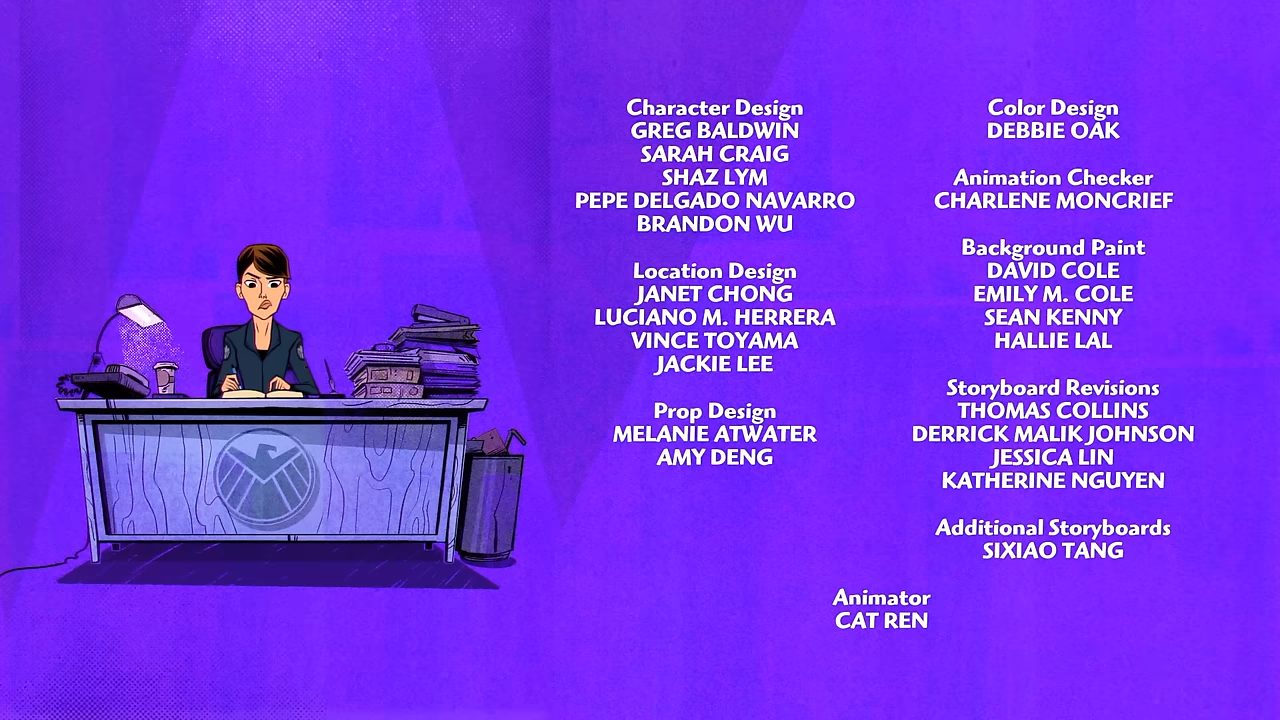 Character Design
GREG BALDWIN
SARAH CRAIG
SHAZ LYM
PEPE DELGADO NAVARRO
BRANDON WU
Location Design
JANET CHONG
LUCIANO M. HERRERA
VINCE TOYAMA
JACKIE LEE
Prop Design
MELANIE ATWATER
AMY DENG
Color Design
DEBBIE OAK
Animation Checker
CHARLENE MONCRIEF
Background Paint
DAVID COLE
EMILY M. COLE
SEAN KENNY
HALLIE LAL
Storyboard Revisions
THOMAS COLLINS
DERRICK MALIK JOHNSON
JESSICA LIN
KATHERINE NGUYEN
Additional Storyboards
SIXIAO TANG
Animator
CAT REN